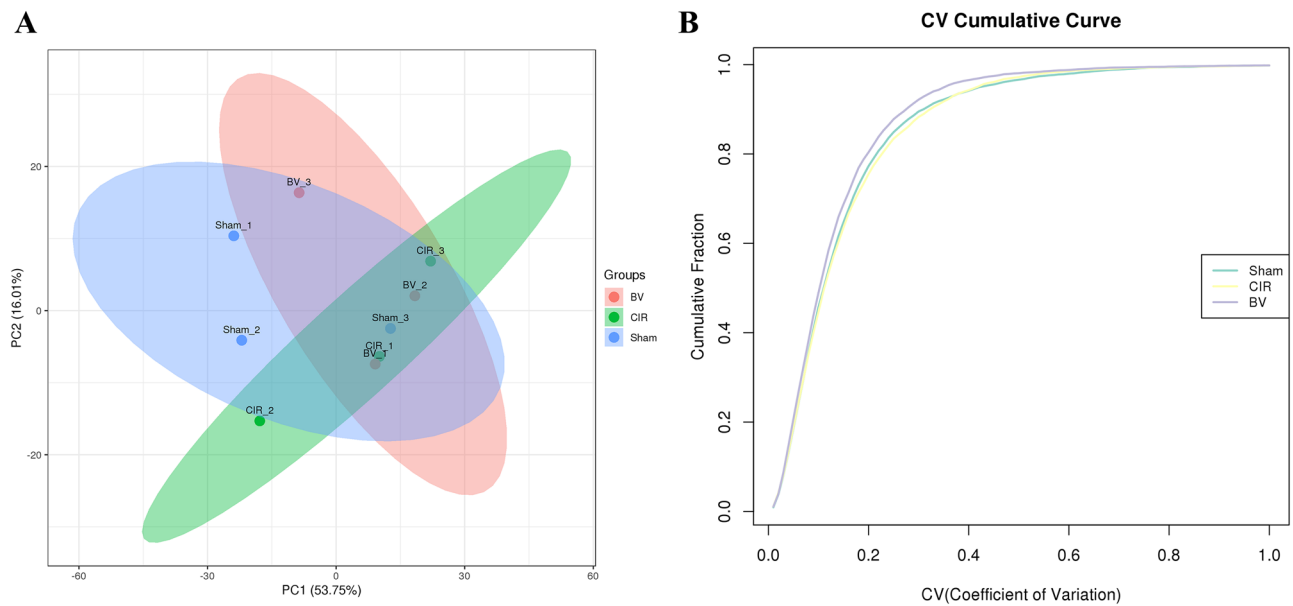 A
BV_3
Sham_1
CIR_3
BV_2
Sham_3
Sham_2
CIR_1
BV_1
CIR_2
20
0
-20
-60
-30
0
30
60
PC1 (53.75%)
PC2 (16.01%)
Groups
BV
CIR
Sham
B
CV Cumulative Curve
1.0
0.8
0.6
0.4
0.2
0.0
Cumulative Fraction
Sham
CIR
BV
0.0
0.2
0.4
0.6
0.8
1.0
CV(Coefficient of Variation)